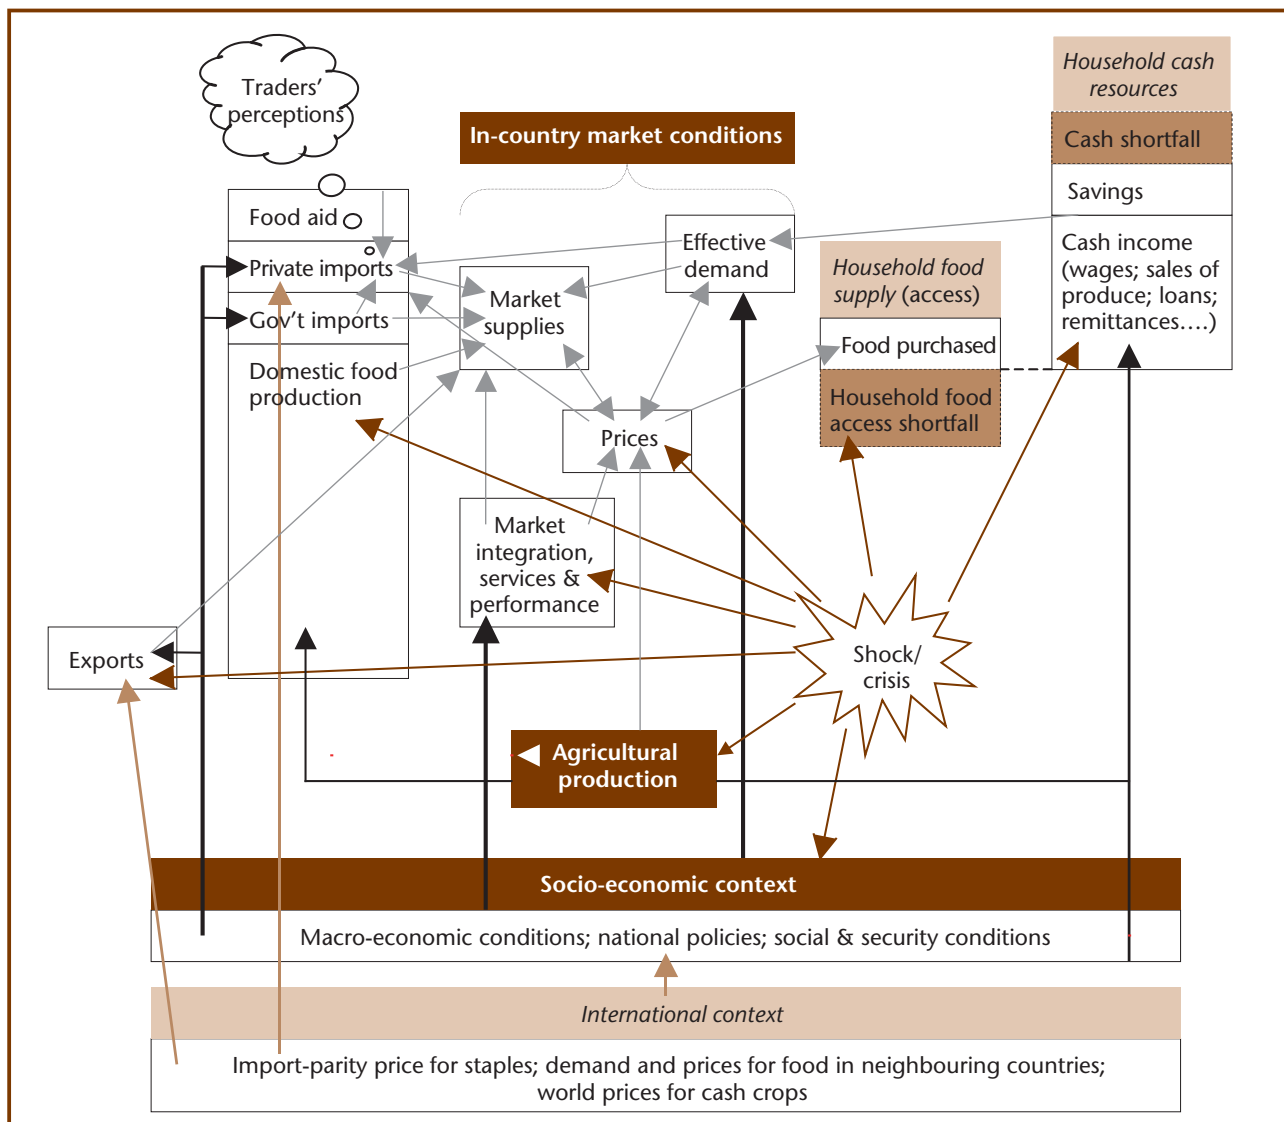 Traders'
perceptions
In-country market conditions
Household cash
resources
Cash shortfall
Savings
Cash income
(wages; sales of
produce; loans;
remittances....)
Food aid
Private imports
Gov't imports
Domestic food
production
Market
supplies
Effective
demand
Household food
supply (access)
Food purchased
Household food
access shortfall
Prices
Market
integration,
services &
performance
Exports
Shock/
crisis
Agricultural
production
Socio-economic context
Macro-economic conditions; national policies; social & security conditions
International context
Import-parity price for staples; demand and prices for food in neighbouring countries;
world prices for cash crops